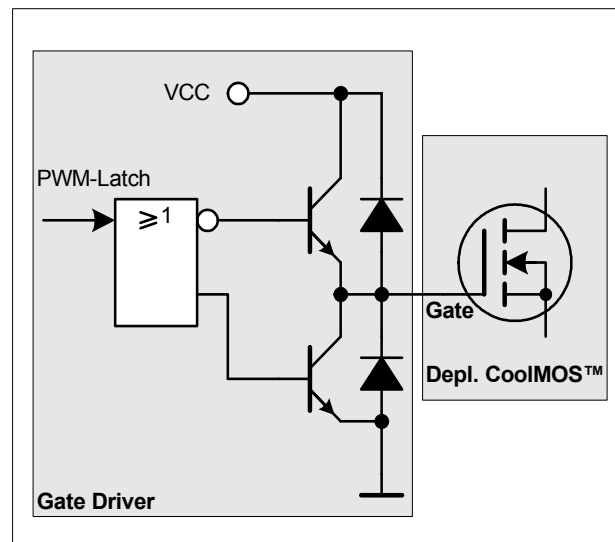 VCC
PWM-Latch
≥1
Gate
Depl. CoolMOS™
Gate Driver